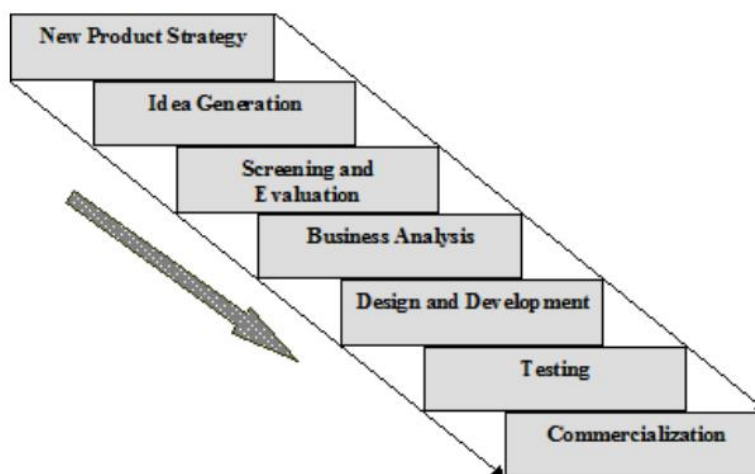 New Product Strategy
Idea Generation
Screening and
Evaluation
Business Analysis
Design and Development
Testing
Commercialization